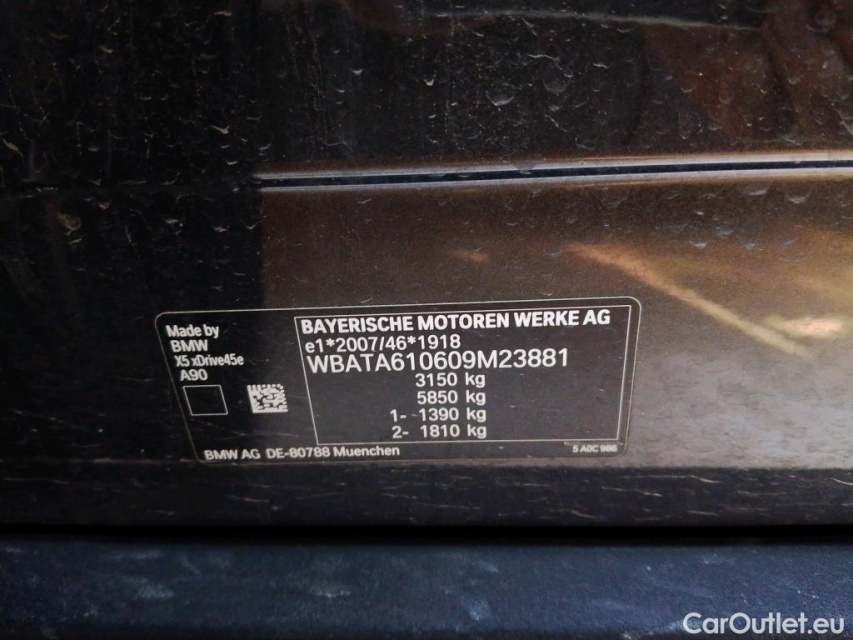 Made by
BMW
X5 xDrive45e
A90
BAYERISCHE MOTOREN WERKE AG
e1*2007/46*1918
WBATA610609M23881
3150 kg
5850 kg
1- 1390 kg
2- 1810 kg
BMW AG DE-80788 Muenchen
5 A0C 986
CarOutlet.eu